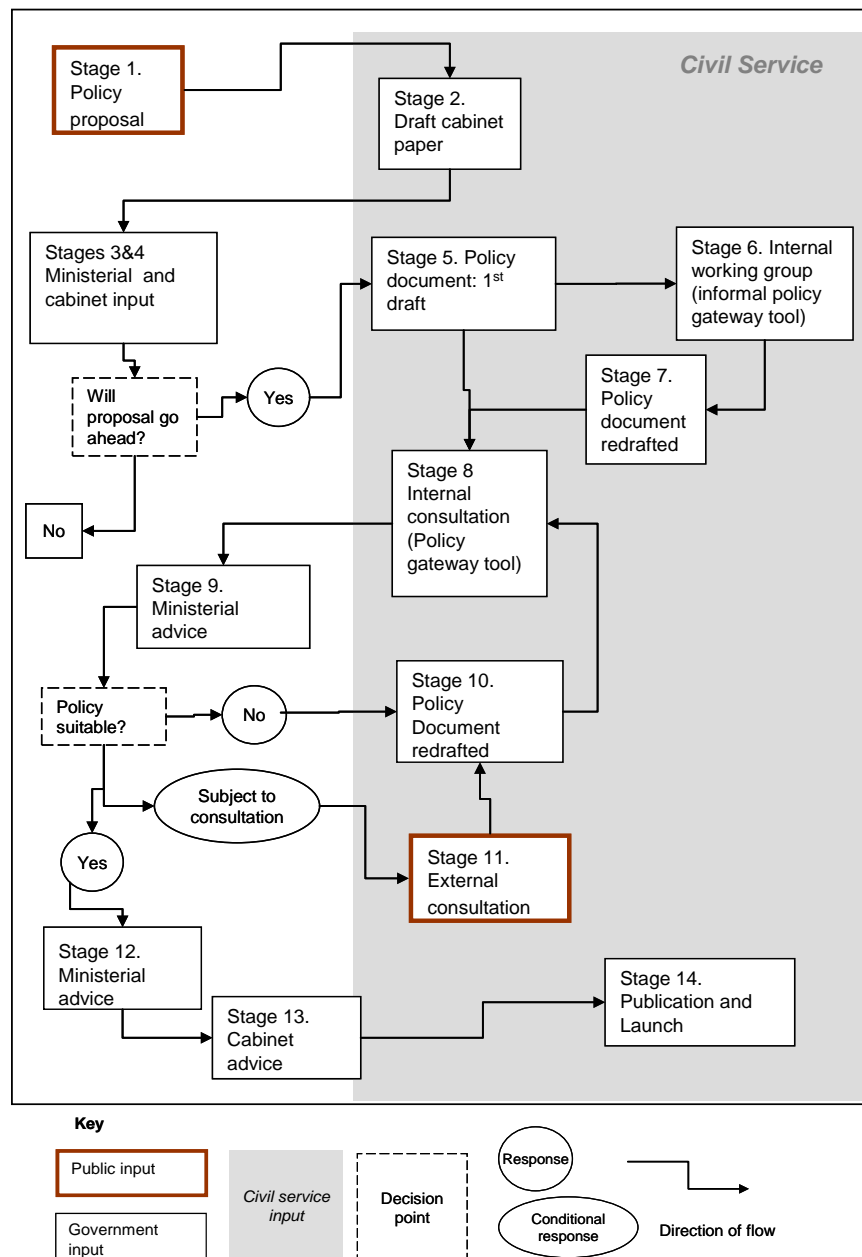 Civil Service
Stage 1.
Policy
proposal
Stage 2.
Draft cabinet
paper
Stages 3&4
Ministerial and
cabinet input
Stage 5. Policy
document: 1st
draft
Stage 6. Internal
working group
(informal policy
gateway tool)
Will
proposal go
ahead?
Yes
Stage 7.
Policy
document
redrafted
No
Stage 8
Internal
consultation
(Policy
gateway tool)
Stage 9.
Ministerial
advice
Policy
suitable?
No
Stage 10.
Policy
Document
redrafted
Subject to
consultation
Yes
Stage 11.
External
consultation
Stage 12.
Ministerial
advice
Stage 13.
Cabinet
advice
Stage 14.
Publication and
Launch
Key
Public input
Government
input
Civil service
input
Decision
point
Response
Conditional
response
Direction of flow